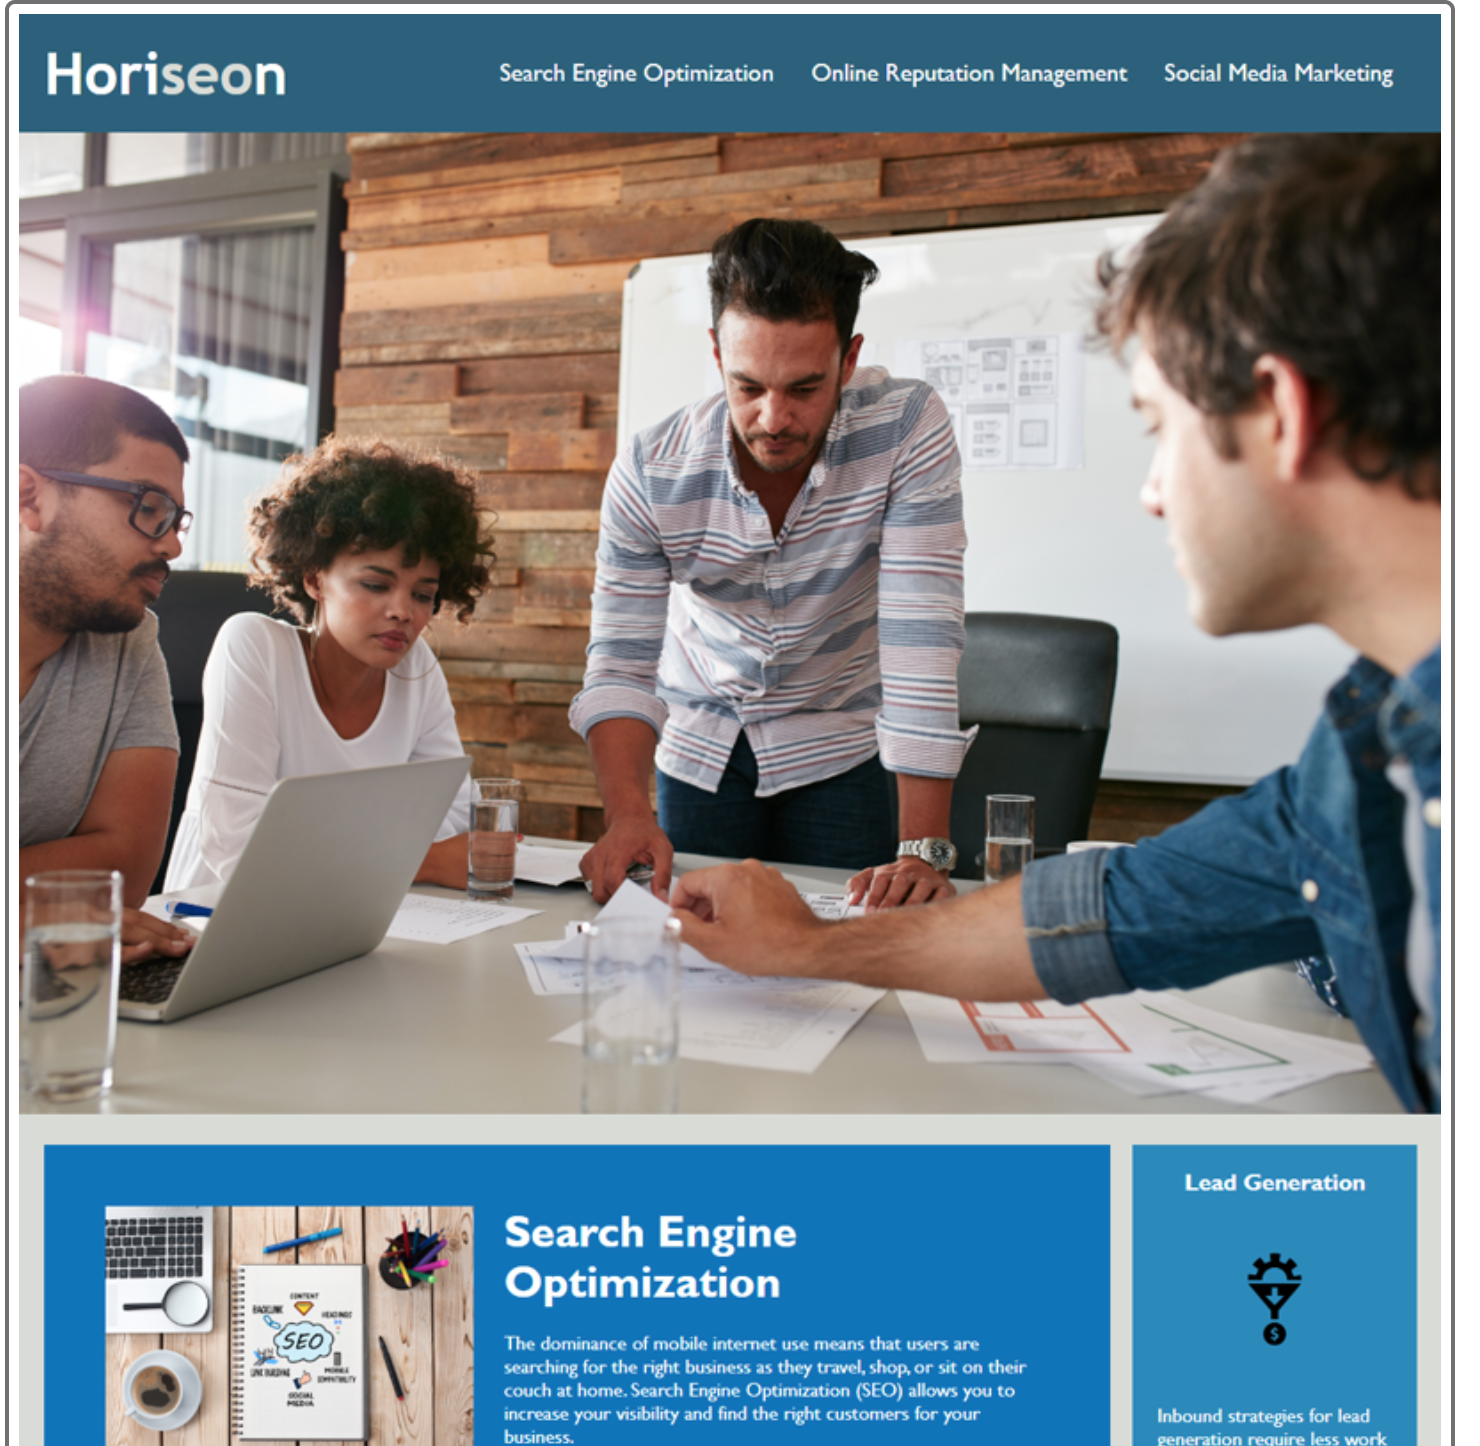 Horiseon
Search Engine Optimization
Online Reputation Management
Social Media Marketing
Search Engine
Optimization
The dominance of mobile internet use means that users are
searching for the right business as they travel, shop, or sit on their
couch at home. Search Engine Optimization (SEO) allows you to
increase your visibility and find the right customers for your
business.
CONTENT
BACKLINK
HEADINGS
SEO
LINK BUILDING
MOBILE
COMPATIBILITY
SOCIAL
MEDIA
Lead Generation
$
Inbound strategies for lead
generation require less work